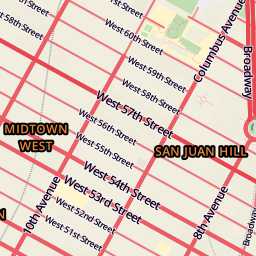 West 60th Street
Columbus Avenue
Broadway
West 59th Street
West 58th Street
West 57th Street
West 56th Street
West 55th Street
MIDTOWN
WEST
SAN JUAN HILL
West 54th Street
West 53rd Street
West 52nd Street
West 51st Street
10th Avenue
8th Avenue
53rd Street